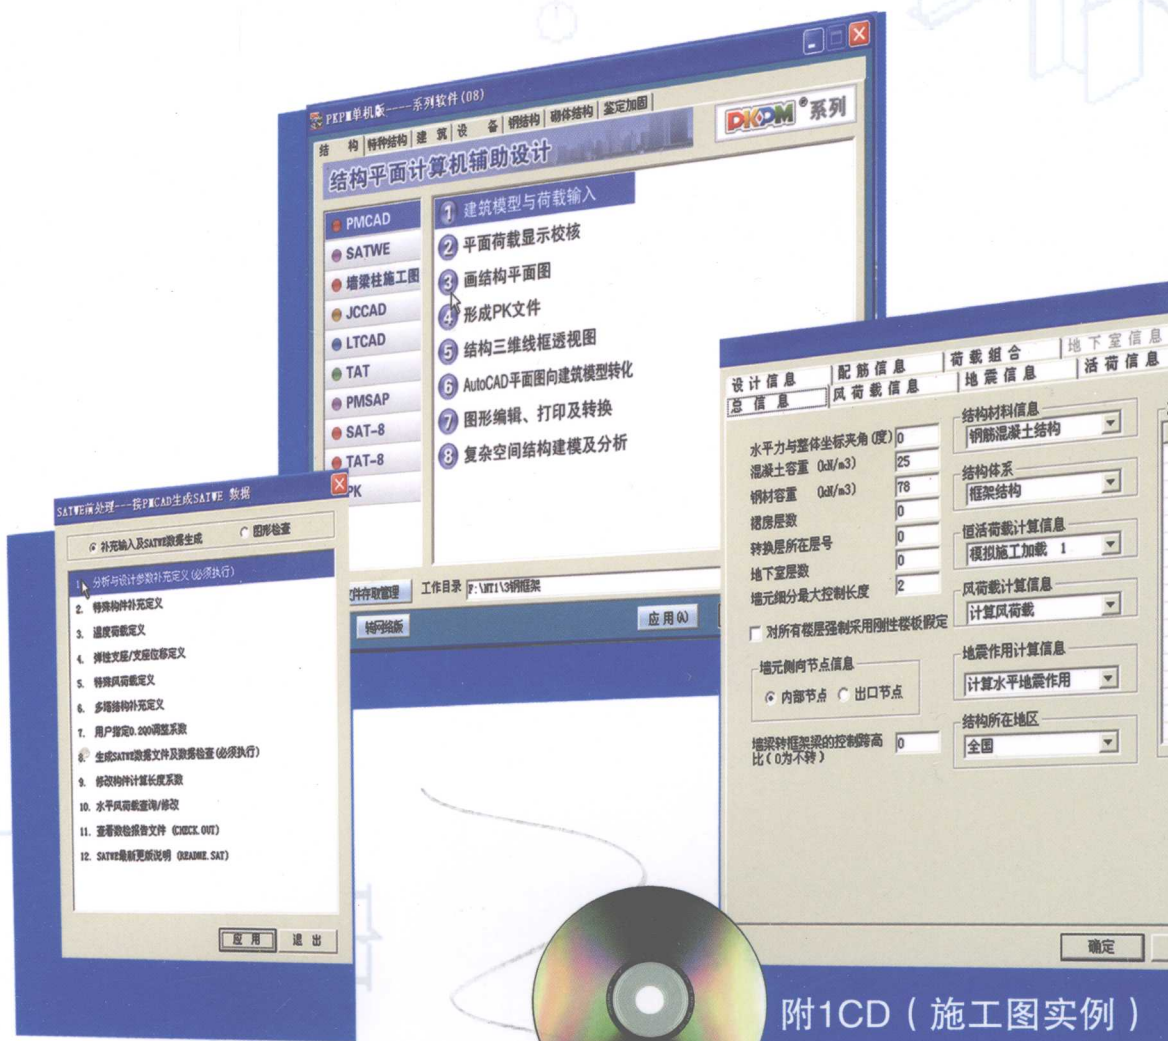 PKPM单机版----系列软件(08)
结 构 特种结构 建 筑 设 备 钢结构 砌体结构 鉴定加固
PKPM®系列
结构平面计算机辅助设计
PMCAD
SATWE
墙梁柱施工图
JCCAD
LTCAD
TAT
PMSAP
SAT-8
TAT-8
PK
1 建筑模型与荷载输入
2 平面荷载显示校核
3 画结构平面图
4 形成PK文件
5 结构三维线框透视图
6 AutoCAD平面图向建筑模型转化
7 图形编辑、打印及转换
8 复杂空间结构建模及分析
文件存取管理 工作目录 F:\WT1\3钢框架
转网络版 应用(A)
SATWE前处理---接PMCAD生成SATWE 数据
补充输入及SATWE数据生成 图形检查
1. 分析与设计参数补充定义(必须执行)
2. 特殊构件补充定义
3. 温度荷载定义
4. 弹性支座/支座位移定义
5. 特殊风荷载定义
6. 多塔结构补充定义
7. 用户指定0.2Q0调整系数
8. 生成SATWE数据文件及数据检查(必须执行)
9. 修改构件计算长度系数
10. 水平风荷载查询/修改
11. 查看数检报告文件 (CHECK.OUT)
12. SATWE最新更版说明 (README.SAT)
应 用 退 出
设计信息 配筋信息 荷载组合 地下室信息
总 信 息 风荷载信息 地震信息 活荷信息
水平力与整体坐标夹角(度) 0
混凝土容重 (kN/m3) 25
钢材容重 (kN/m3) 78
裙房层数 0
转换层所在层号 0
地下室层数 0
墙元细分最大控制长度 2
对所有楼层强制采用刚性楼板假定
墙元侧向节点信息
内部节点 出口节点
墙梁转框架梁的控制跨高
比(0为不转) 0
结构材料信息
钢筋混凝土结构
结构体系
框架结构
恒活荷载计算信息
模拟施工加载 1
风荷载计算信息
计算风荷载
地震作用计算信息
计算水平地震作用
结构所在地区
全国
确定
附1CD(施工图实例)